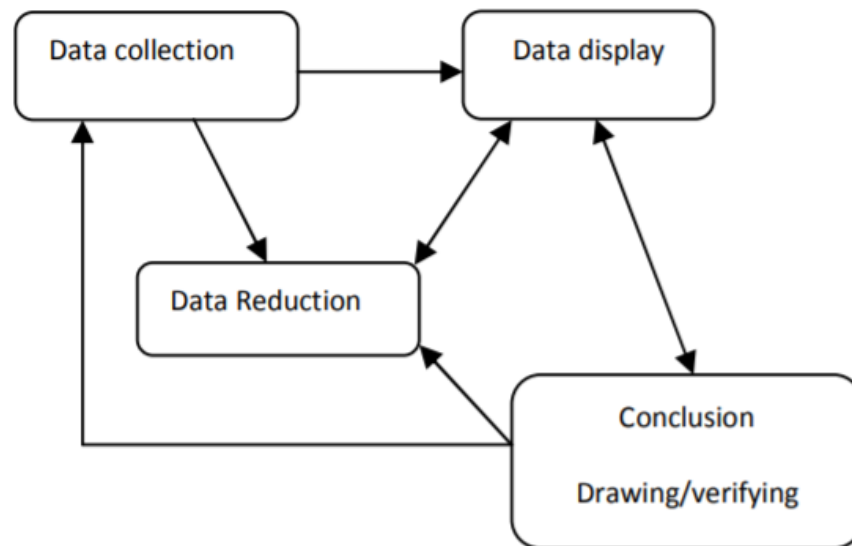 Data collection
Data display
Data Reduction
Conclusion
Drawing/verifying